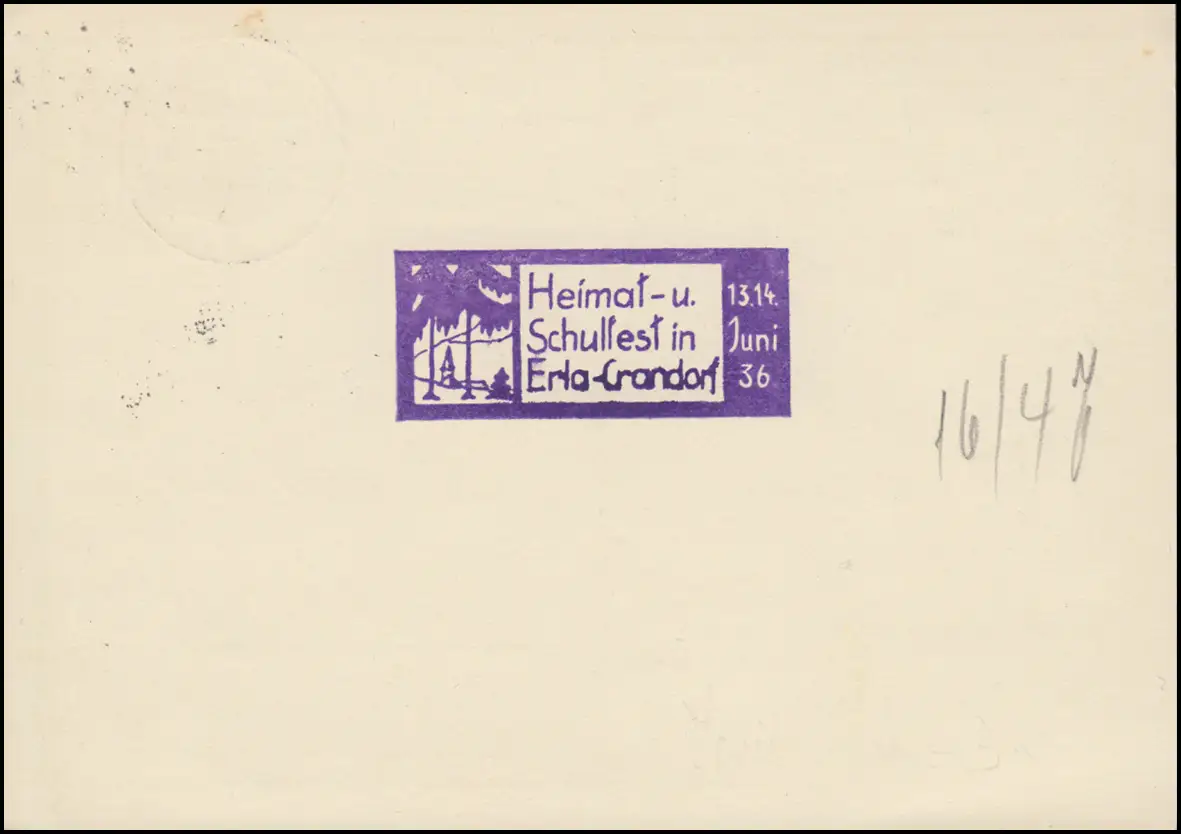 Heimat-u.
Schulfest in
Erla-Crandorf
13.14.
Juni
36
16/47